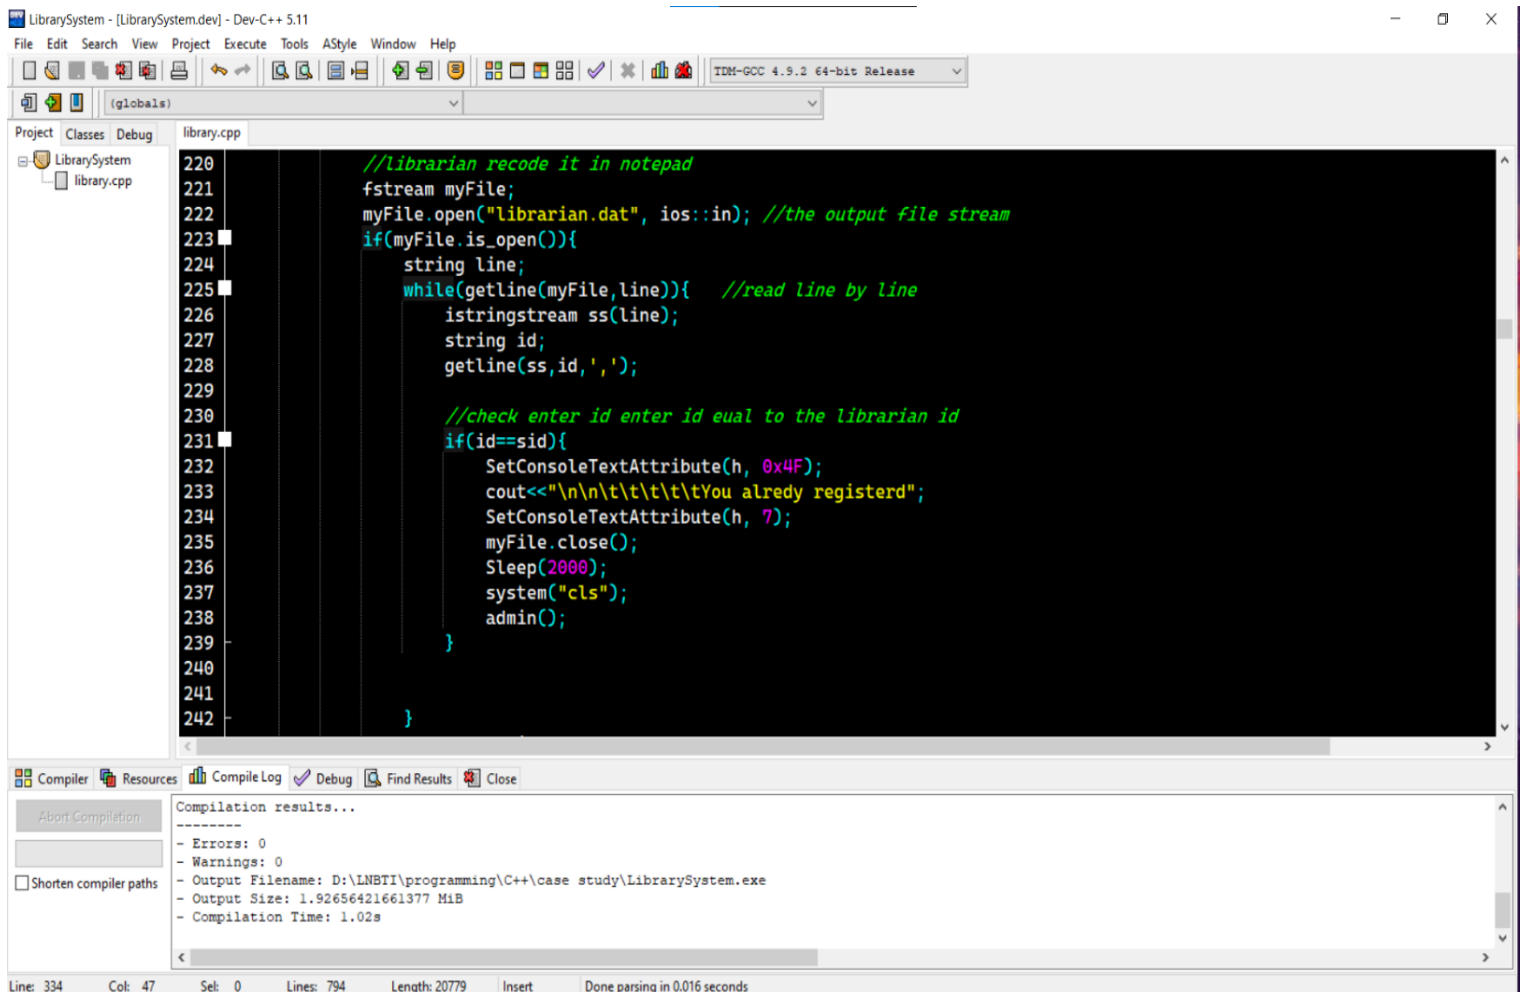 LibrarySystem - [LibrarySystem.dev] - Dev-C++ 5.11
File Edit Search View Project Execute Tools AStyle Window Help
TDM-GCC 4.9.2 64-bit Release
(globals)
Project Classes Debug
library.cpp
LibrarySystem
library.cpp
220 //librarian recode it in notepad
221 fstream myFile;
222 myFile.open("librarian.dat", ios::in); //the output file stream
223 if(myFile.is_open()){
224 string line;
225 while(getline(myFile,line)){ //read line by line
226 istringstream ss(line);
227 string id;
228 getline(ss,id,',');
229
230 //check enter id enter id eual to the librarian id
231 if(id==sid){
232 SetConsoleTextAttribute(h, 0x4F);
233 cout<<"\n\n\t\t\t\t\tYou alredy registerd";
234 SetConsoleTextAttribute(h, 7);
235 myFile.close();
236 Sleep(2000);
237 system("cls");
238 admin();
239 }
240
241
242 }
Compiler Resources Compile Log Debug Find Results Close
Abort Compilation
Shorten compiler paths
Compilation results...
--------
- Errors: 0
- Warnings: 0
- Output Filename: D:\LNBTI\programming\C++\case study\LibrarySystem.exe
- Output Size: 1.92656421661377 MiB
- Compilation Time: 1.02s
Line: 334 Col: 47 Sel: 0 Lines: 794 Length: 20779 Insert Done parsing in 0.016 seconds